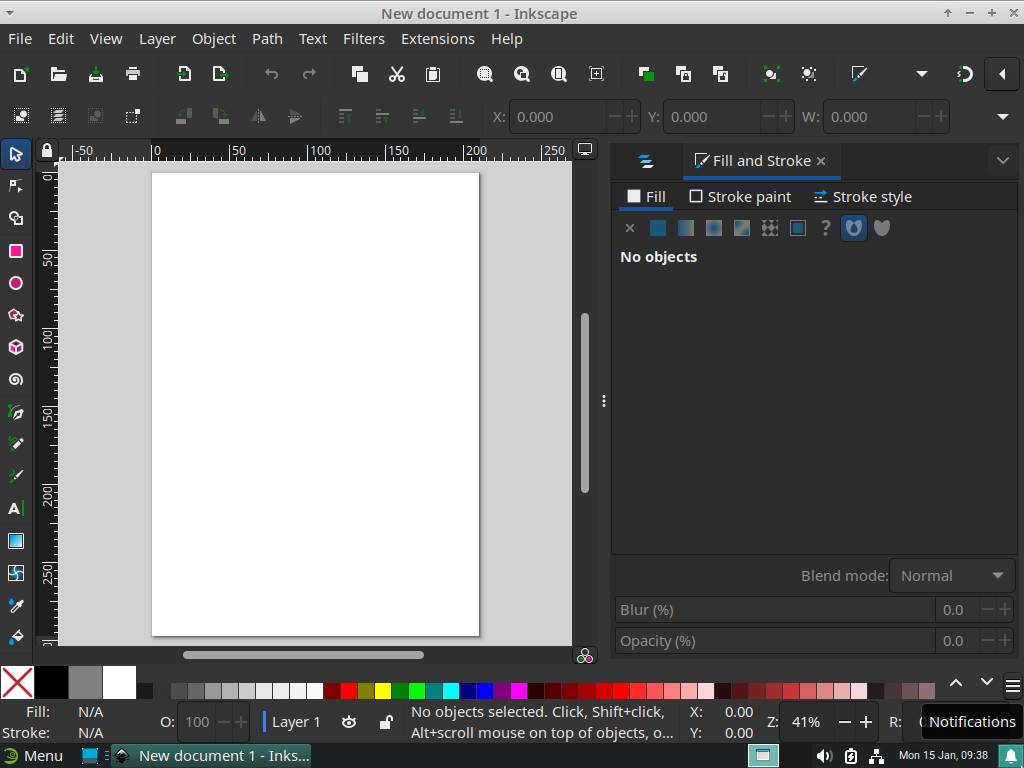 New document 1 - Inkscape
File Edit View Layer Object Path Text Filters Extensions Help
X: 0.000 Y: 0.000 W: 0.000
-50 0 50 100 150 200 250
Fill and Stroke
Fill Stroke paint Stroke style
?
No objects
0
50
100
150
200
250
A
Blend mode: Normal
Blur (%) 0.0
Opacity (%) 0.0
Fill: N/A
Stroke: N/A
O: 100
Layer 1
No objects selected. Click, Shift+click,
Alt+scroll mouse on top of objects, o...
X: 0.00
Y: 0.00
Z: 41%
R:
Notifications
Menu
New document 1 - Inks...
Mon 15 Jan, 09:38